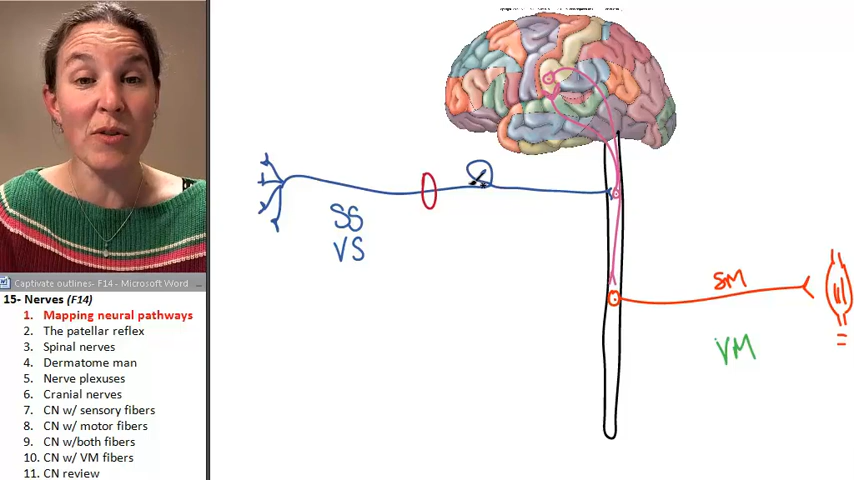 SS
VS
SM
VM
Captivate outlines- F14 - Microsoft Word
15- Nerves (F14)
1. Mapping neural pathways
2. The patellar reflex
3. Spinal nerves
4. Dermatome man
5. Nerve plexuses
6. Cranial nerves
7. CN w/ sensory fibers
8. CN w/ motor fibers
9. CN w/both fibers
10. CN w/ VM fibers
11. CN review